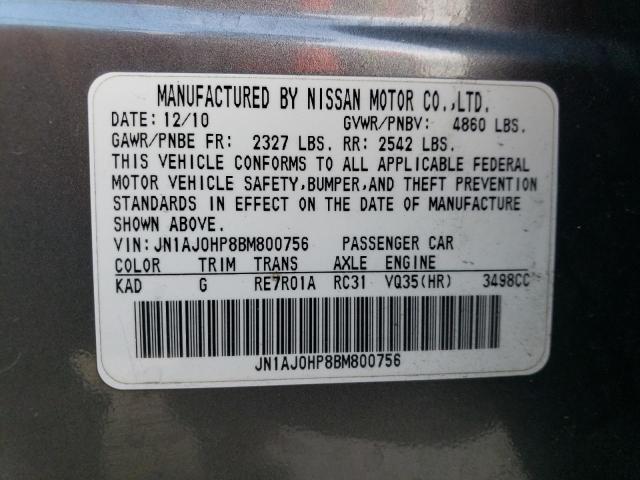 MANUFACTURED BY NISSAN MOTOR CO.,LTD.
DATE: 12/10 GVWR/PNBV: 4860 LBS.
GAWR/PNBE FR: 2327 LBS. RR: 2542 LBS.
THIS VEHICLE CONFORMS TO ALL APPLICABLE FEDERAL
MOTOR VEHICLE SAFETY,BUMPER,AND THEFT PREVENTION
STANDARDS IN EFFECT ON THE DATE OF MANUFACTURE
SHOWN ABOVE.
VIN: JN1AJ0HP8BM800756 PASSENGER CAR
COLOR TRIM TRANS AXLE ENGINE
KAD G RE7R01A RC31 VQ35(HR) 3498CC
JN1AJ0HP8BM800756